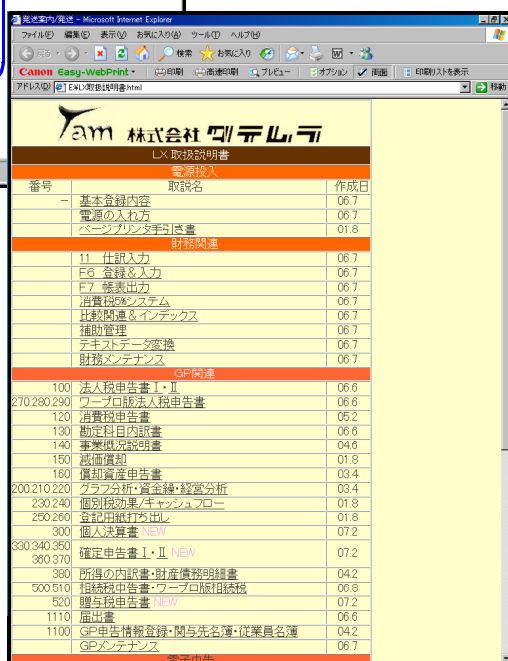 発送案内/発送 - Microsoft Internet Explorer
ファイル(F) 編集(E) 表示(V) お気に入り(A) ツール(T) ヘルプ(H)
戻る 検索 お気に入り
Canon Easy-WebPrint 印刷 高速印刷 プレビュー オプション 両面 印刷リストを表示
アドレス(D) E:¥LX取扱説明書.html 移動
Tam 株式会社 タムラ
LX 取扱説明書
電源投入
番号 取説名 作成日
－ 基本登録内容 06.7
電源の入れ方 06.7
ページプリンタ手引き書 01.8
財務関連
11 仕訳入力 06.7
F6 登録＆入力 06.7
F7 帳表出力 06.7
消費税5%システム 06.7
比較関連＆インデックス 06.7
補助管理 06.7
テキストデータ変換 06.7
財務メンテナンス 06.7
GP関連
100 法人税申告書Ⅰ・Ⅱ 06.6
270.280.290 ワープロ版法人税申告書 06.6
120 消費税申告書 05.2
130 勘定科目内訳書 06.6
140 事業概況説明書 04.6
150 減価償却 01.8
160 償却資産申告書 03.4
200.210.220 グラフ分析・資金繰・経営分析 03.4
230.240 個別税効果/キャッシュフロー 01.8
250.260 登記用紙打ち出し 01.8
300 個人決算書 NEW 07.2
330.340.350
360.370 確定申告書Ⅰ・Ⅱ NEW 07.2
380 所得の内訳書・財産債務明細書 04.2
500.510 相続税申告書・ワープロ版相続税 06.8
520 贈与税申告書 NEW 07.2
1110 届出書 06.6
1100 GP申告情報登録・関与先名簿・従業員名簿 04.2
GPメンテナンス 06.7
電子申告